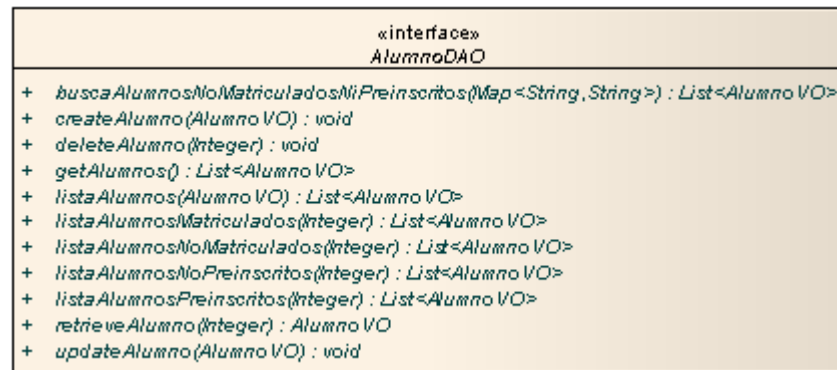 «interface»
AlumnoDAO
+ buscaAlumnosNoMatriculadosNiPreinscritos(Map<String,String>) : List<AlumnoVO>
+ createAlumno(AlumnoVO) : void
+ deleteAlumno(Integer) : void
+ getAlumnos() : List<AlumnoVO>
+ listaAlumnos(AlumnoVO) : List<AlumnoVO>
+ listaAlumnosMatriculados(Integer) : List<AlumnoVO>
+ listaAlumnosNoMatriculados(Integer) : List<AlumnoVO>
+ listaAlumnosNoPreinscritos(Integer) : List<AlumnoVO>
+ listaAlumnosPreinscritos(Integer) : List<AlumnoVO>
+ retrieveAlumno(Integer) : AlumnoVO
+ updateAlumno(AlumnoVO) : void